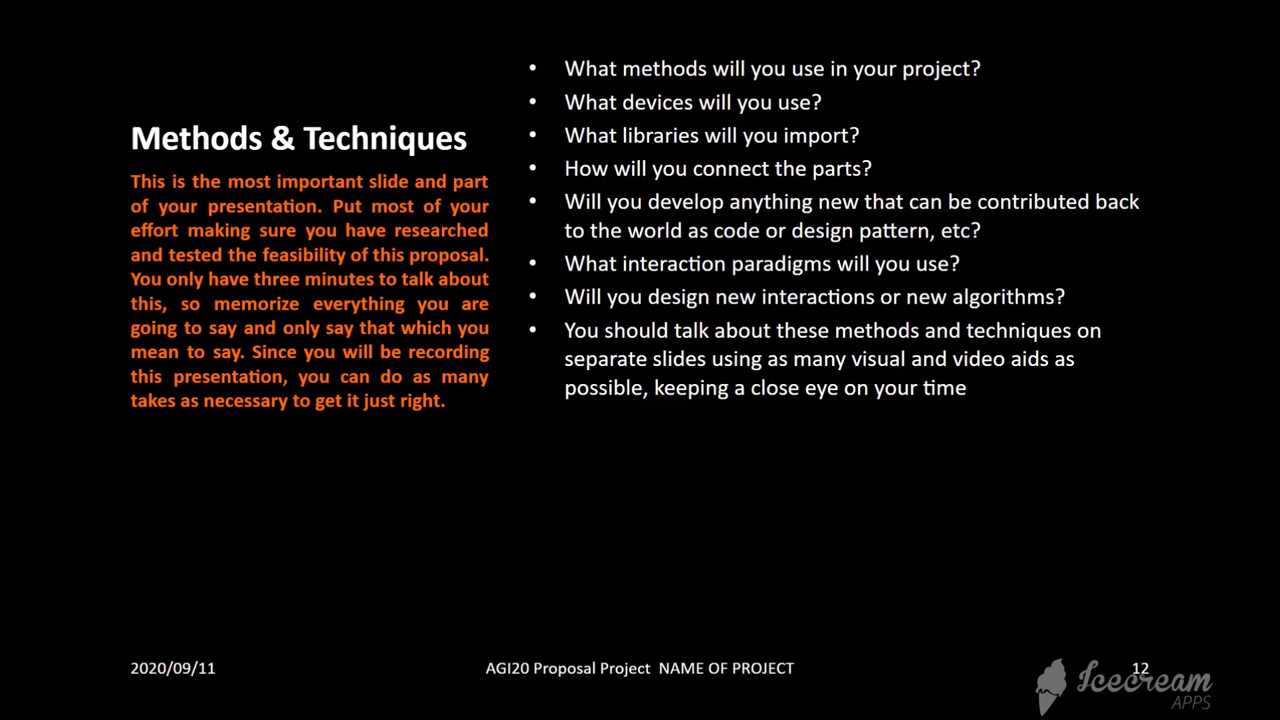 Methods & Techniques
This is the most important slide and part
of your presentation. Put most of your
effort making sure you have researched
and tested the feasibility of this proposal.
You only have three minutes to talk about
this, so memorize everything you are
going to say and only say that which you
mean to say. Since you will be recording
this presentation, you can do as many
takes as necessary to get it just right.
• What methods will you use in your project?
• What devices will you use?
• What libraries will you import?
• How will you connect the parts?
• Will you develop anything new that can be contributed back
to the world as code or design pattern, etc?
• What interaction paradigms will you use?
• Will you design new interactions or new algorithms?
• You should talk about these methods and techniques on
separate slides using as many visual and video aids as
possible, keeping a close eye on your time
2020/09/11
AGI20 Proposal Project NAME OF PROJECT
12
Icecream
APPS